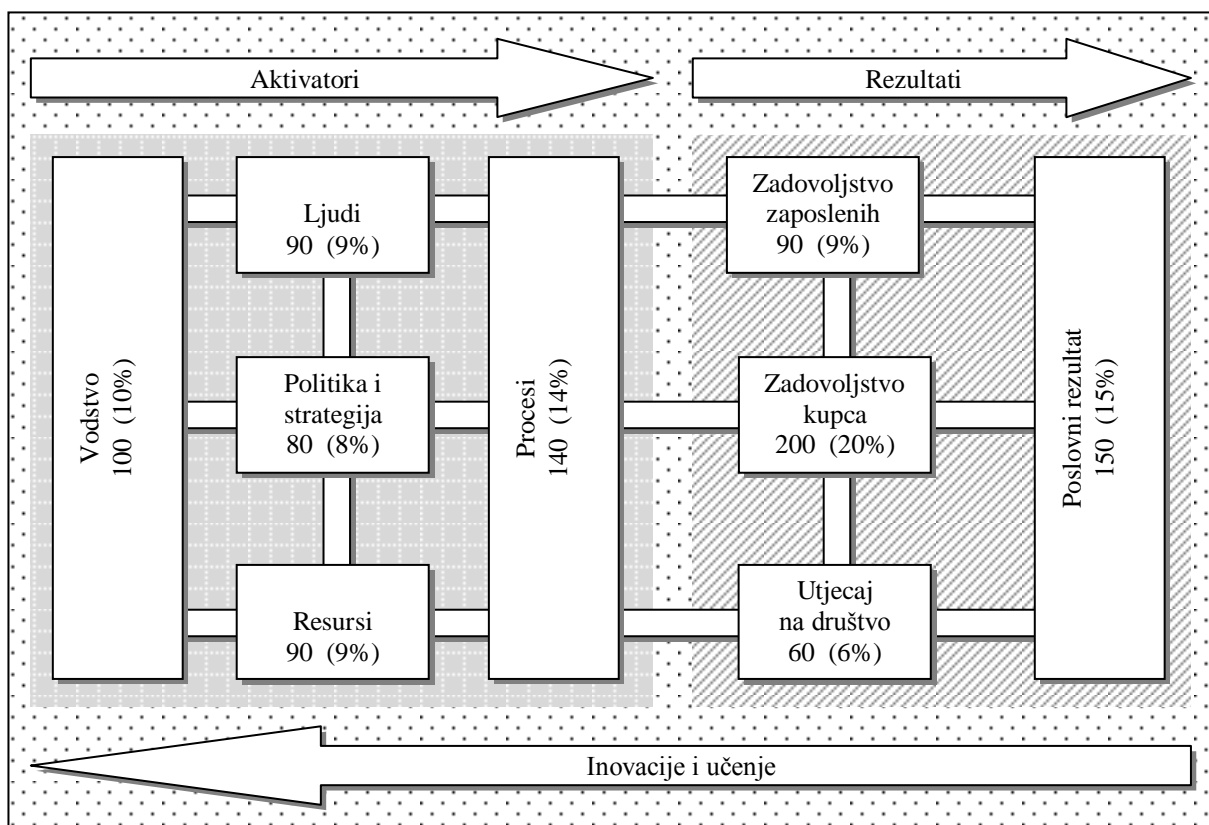 Aktivatori
Rezultati
Vodstvo
100 (10%)
Ljudi
90 (9%)
Politika i
strategija
80 (8%)
Resursi
90 (9%)
Procesi
140 (14%)
Zadovoljstvo
zaposlenih
90 (9%)
Zadovoljstvo
kupca
200 (20%)
Utjecaj
na društvo
60 (6%)
Poslovni rezultat
150 (15%)
Inovacije i učenje